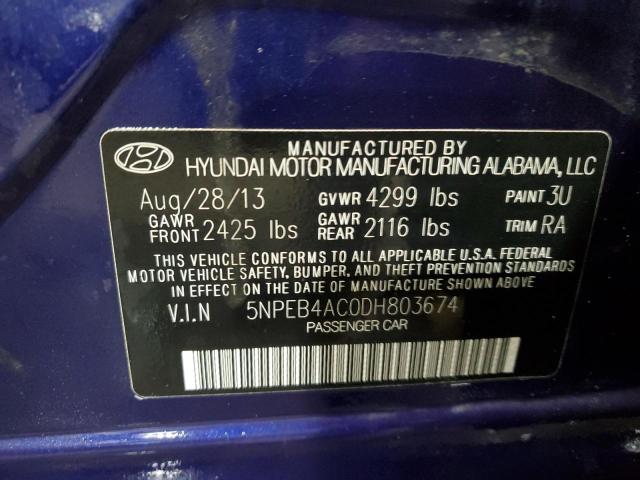 MANUFACTURED BY
HYUNDAI MOTOR MANUFACTURING ALABAMA, LLC
Aug/28/13 GVWR 4299 lbs PAINT 3U
GAWR FRONT 2425 lbs GAWR REAR 2116 lbs TRIM RA
THIS VEHICLE CONFORMS TO ALL APPLICABLE U.S.A. FEDERAL
MOTOR VEHICLE SAFETY, BUMPER, AND THEFT PREVENTION STANDARDS
IN EFFECT ON THE DATE OF MANUFACTURE SHOWN ABOVE.
V.I.N 5NPEB4AC0DH803674
PASSENGER CAR